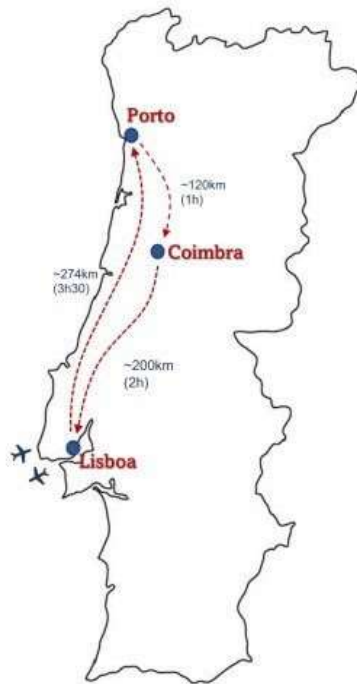 Porto
~120km
(1h)
Coimbra
~274km
(3h30)
~200km
(2h)
Lisboa